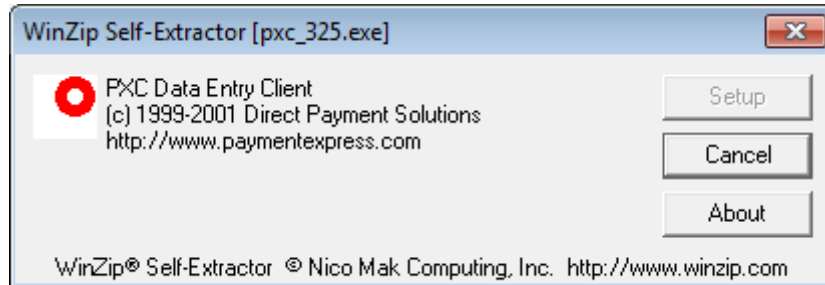 WinZip Self-Extractor [pxc_325.exe]
PXC Data Entry Client
(c) 1999-2001 Direct Payment Solutions
http://www.paymentexpress.com
Setup
Cancel
About
WinZip® Self-Extractor © Nico Mak Computing, Inc. http://www.winzip.com